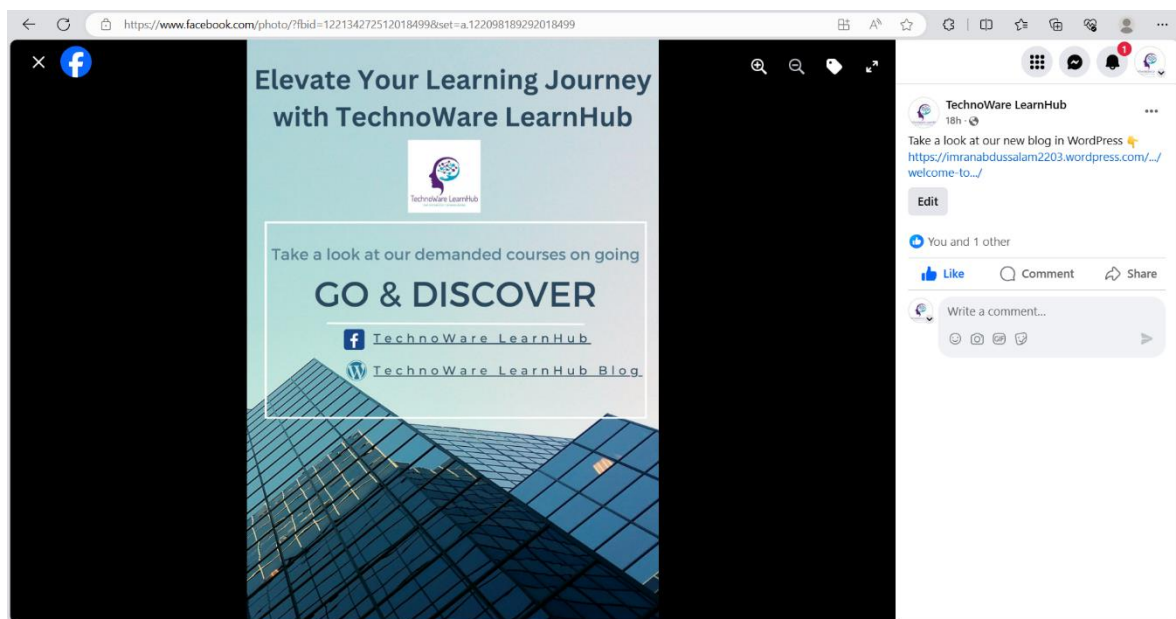 https://www.facebook.com/photo/?fbid=122134272512018499&set=a.122098189292018499
Elevate Your Learning Journey
with TechnoWare LearnHub
TechnoWare LearnHub
Take a look at our demanded courses on going
GO & DISCOVER
TechnoWare LearnHub
TechnoWare LearnHub Blog
1
TechnoWare LearnHub
18h ·
Take a look at our new blog in WordPress 👇
https://imranabdussalam2203.wordpress.com/.../
welcome-to.../
Edit
You and 1 other
Like Comment Share
Write a comment...
GIF